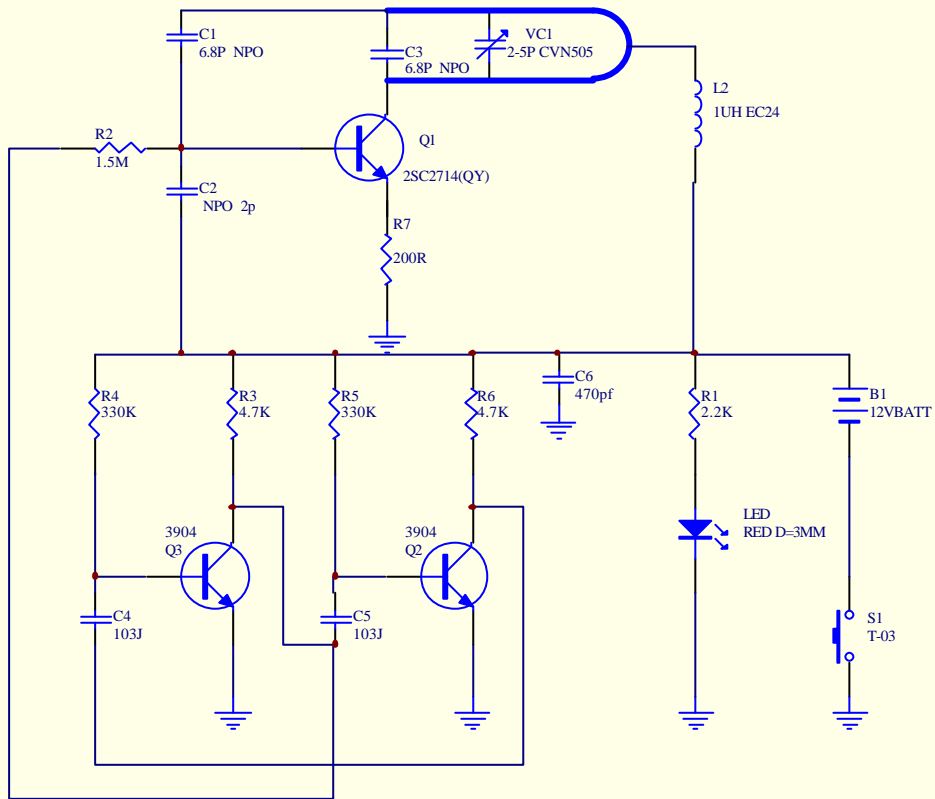 C1
6.8P NPO
C3
6.8P NPO
VC1
2-5P CVN505
L2
1UH EC24
R2
1.5M
Q1
2SC2714(QY)
C2
NPO 2p
R7
200R
R4
330K
R3
4.7K
R5
330K
R6
4.7K
C6
470pf
R1
2.2K
B1
12VBATT
3904
Q3
3904
Q2
LED
RED D=3MM
C4
103J
C5
103J
S1
T-03